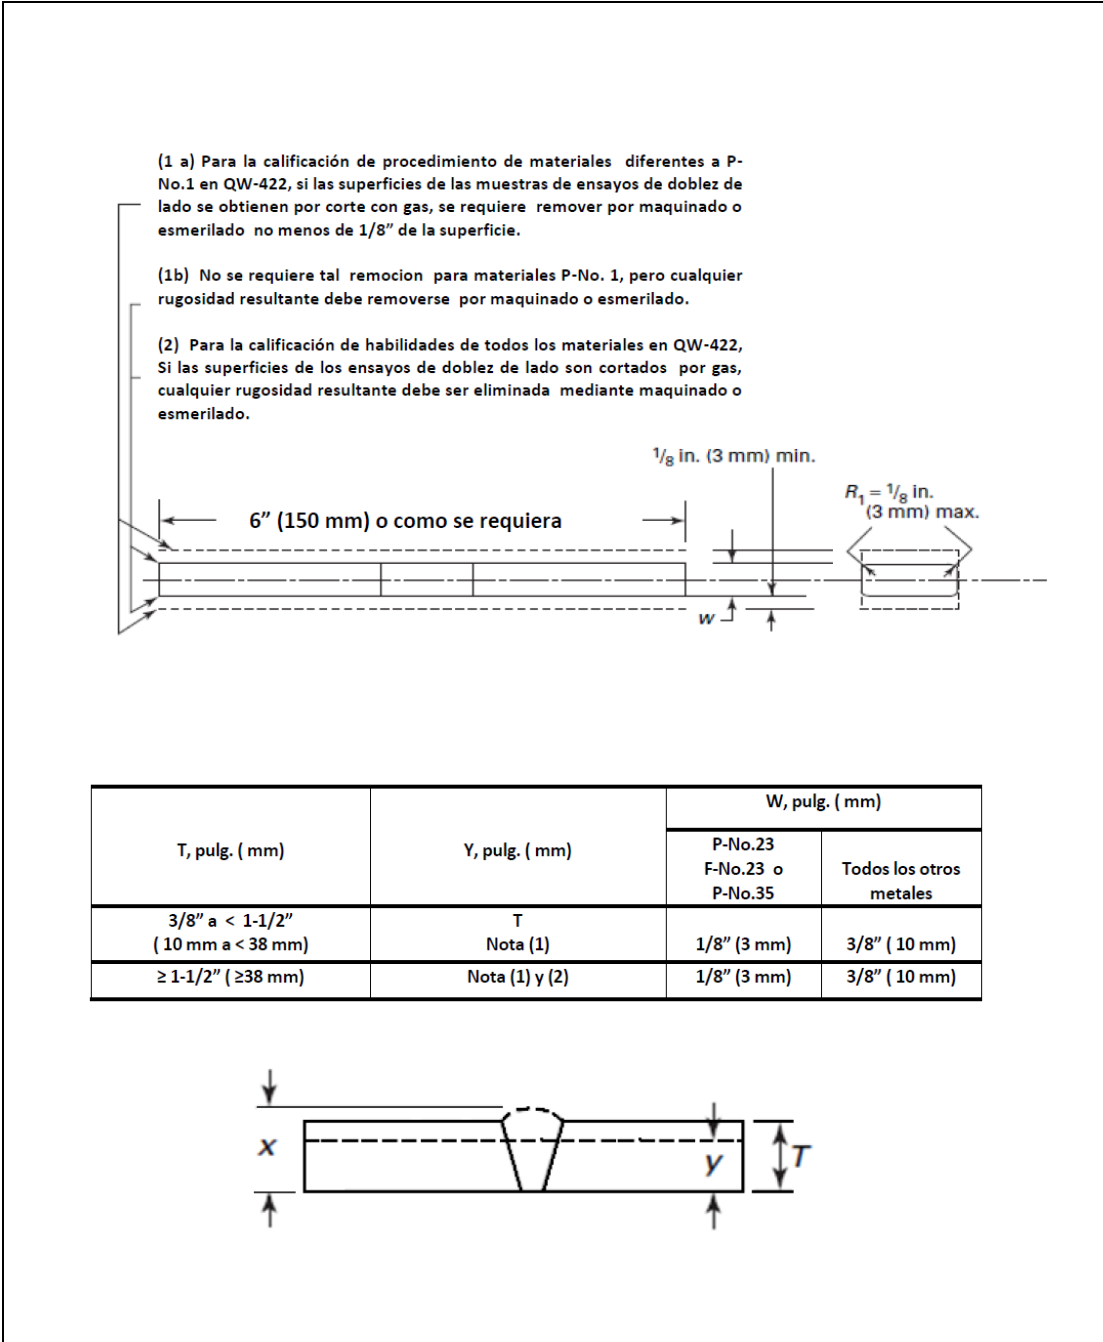 (1 a) Para la calificación de procedimiento de materiales diferentes a P-
No.1 en QW-422, si las superficies de las muestras de ensayos de doblez de
lado se obtienen por corte con gas, se requiere remover por maquinado o
esmerilado no menos de 1/8” de la superficie.
(1b) No se requiere tal remocion para materiales P-No. 1, pero cualquier
rugosidad resultante debe removerse por maquinado o esmerilado.
(2) Para la calificación de habilidades de todos los materiales en QW-422,
Si las superficies de los ensayos de doblez de lado son cortados por gas,
cualquier rugosidad resultante debe ser eliminada mediante maquinado o
esmerilado.
1/8 in. (3 mm) min.
R1 = 1/8 in.
(3 mm) max.
6” (150 mm) o como se requiera
w
W, pulg. ( mm)
T, pulg. ( mm)
Y, pulg. ( mm)
P-No.23
F-No.23 o
P-No.35
Todos los otros
metales
3/8” a < 1-1/2”
( 10 mm a < 38 mm)
T
Nota (1)
1/8” (3 mm)
3/8” ( 10 mm)
≥ 1-1/2” ( ≥38 mm)
Nota (1) y (2)
1/8” (3 mm)
3/8” ( 10 mm)
x
y
T